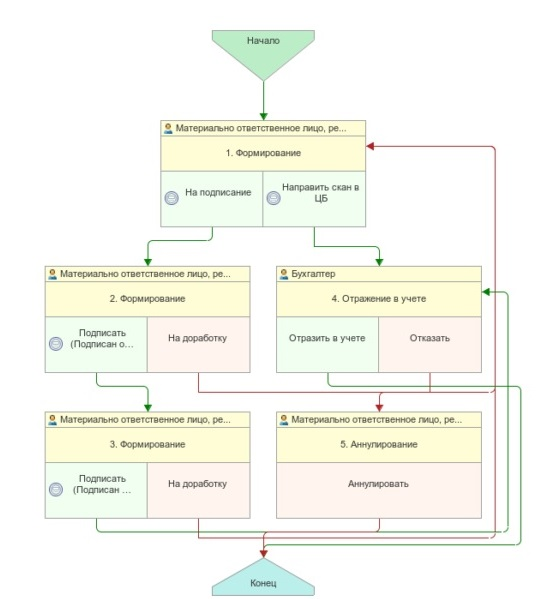 Начало
Материально ответственное лицо, ре...
1. Формирование
На подписание
Направить скан в
ЦБ
Материально ответственное лицо, ре...
2. Формирование
Подписать
(Подписан о...
На доработку
Бухгалтер
4. Отражение в учете
Отразить в учете
Отказать
Материально ответственное лицо, ре...
3. Формирование
Подписать
(Подписан ...
На доработку
Материально ответственное лицо, ре...
5. Аннулирование
Аннулировать
Конец